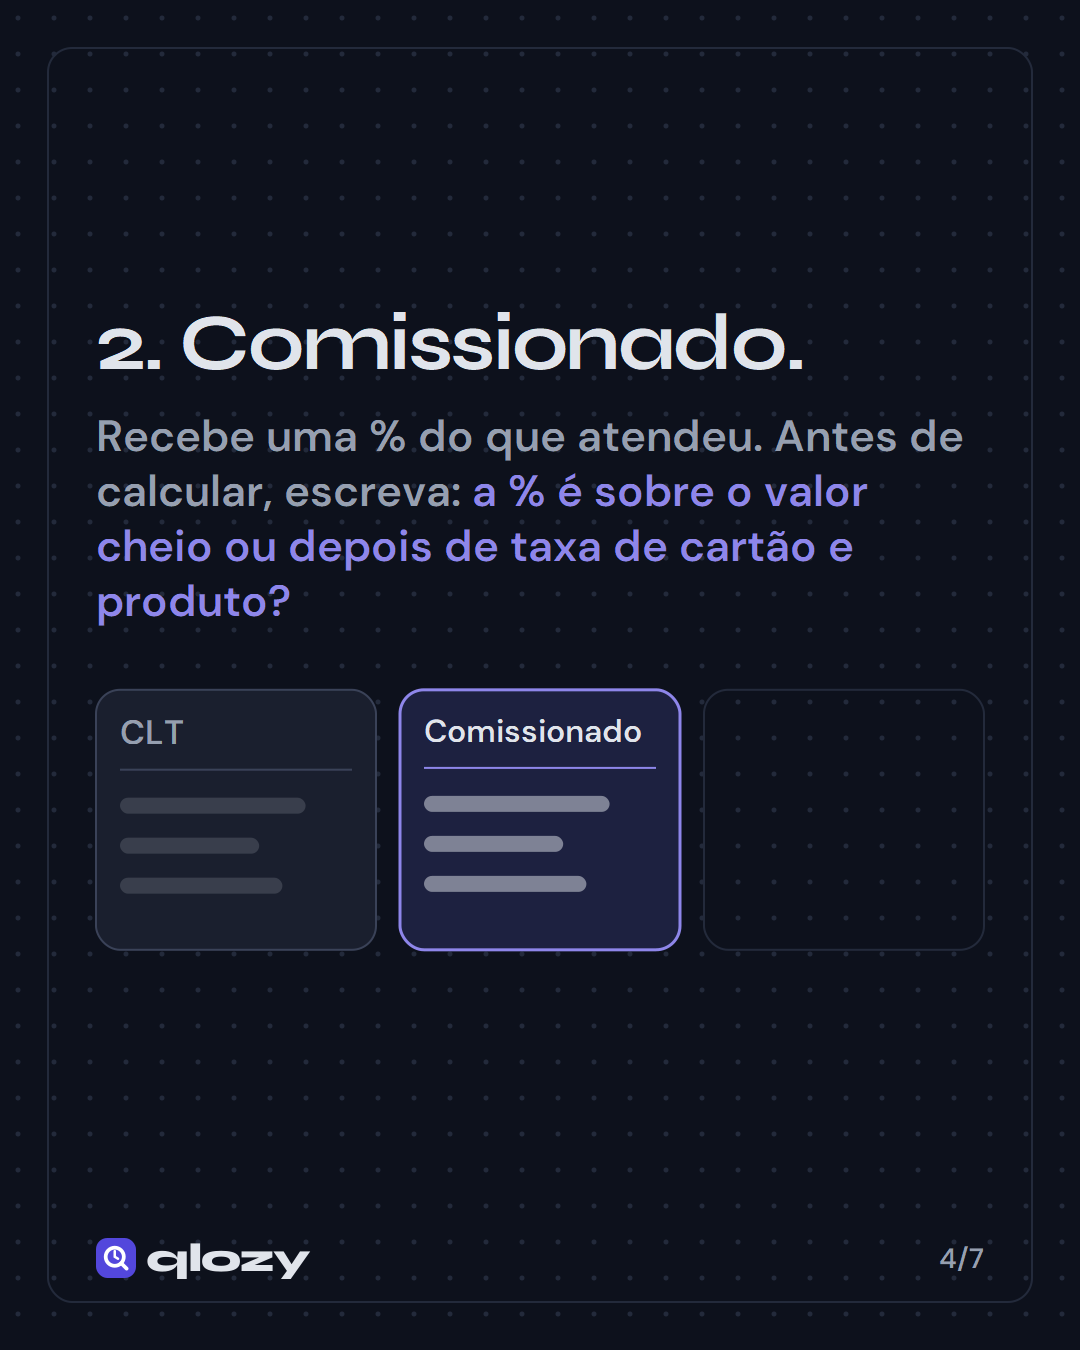 2. Comissionado.
Recebe uma % do que atendeu. Antes de
calcular, escreva: a % é sobre o valor
cheio ou depois de taxa de cartão e
produto?
CLT
Comissionado
qlozy
4/7